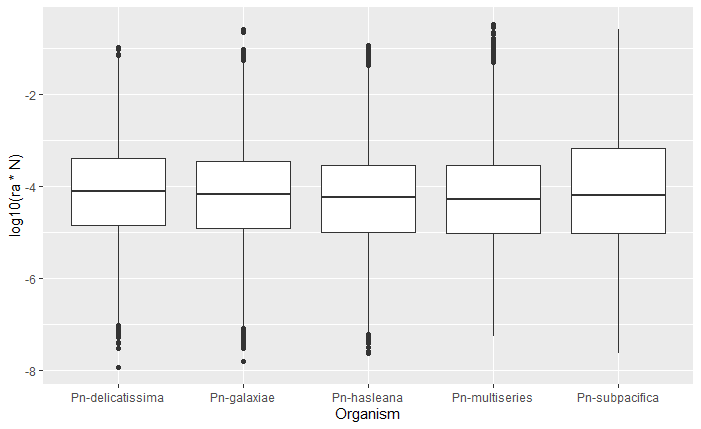 log10(ra * N)
-2
-4
-6
-8
Pn-delicatissima Pn-galaxiae Pn-hasleana Pn-multiseries Pn-subpacifica
Organism